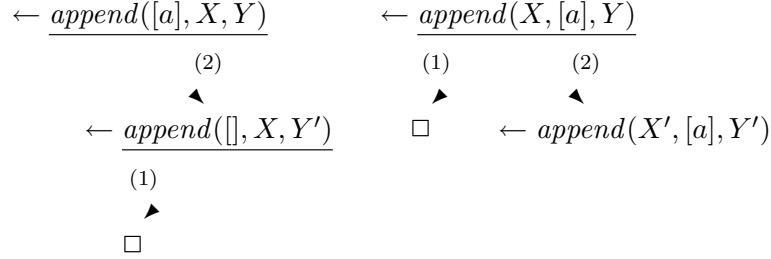 ← append([a], X, Y)    ← append(X, [a], Y)
(2)    (1)    (2)
← append([], X, Y′)    □    ← append(X′, [a], Y′)
(1)
□